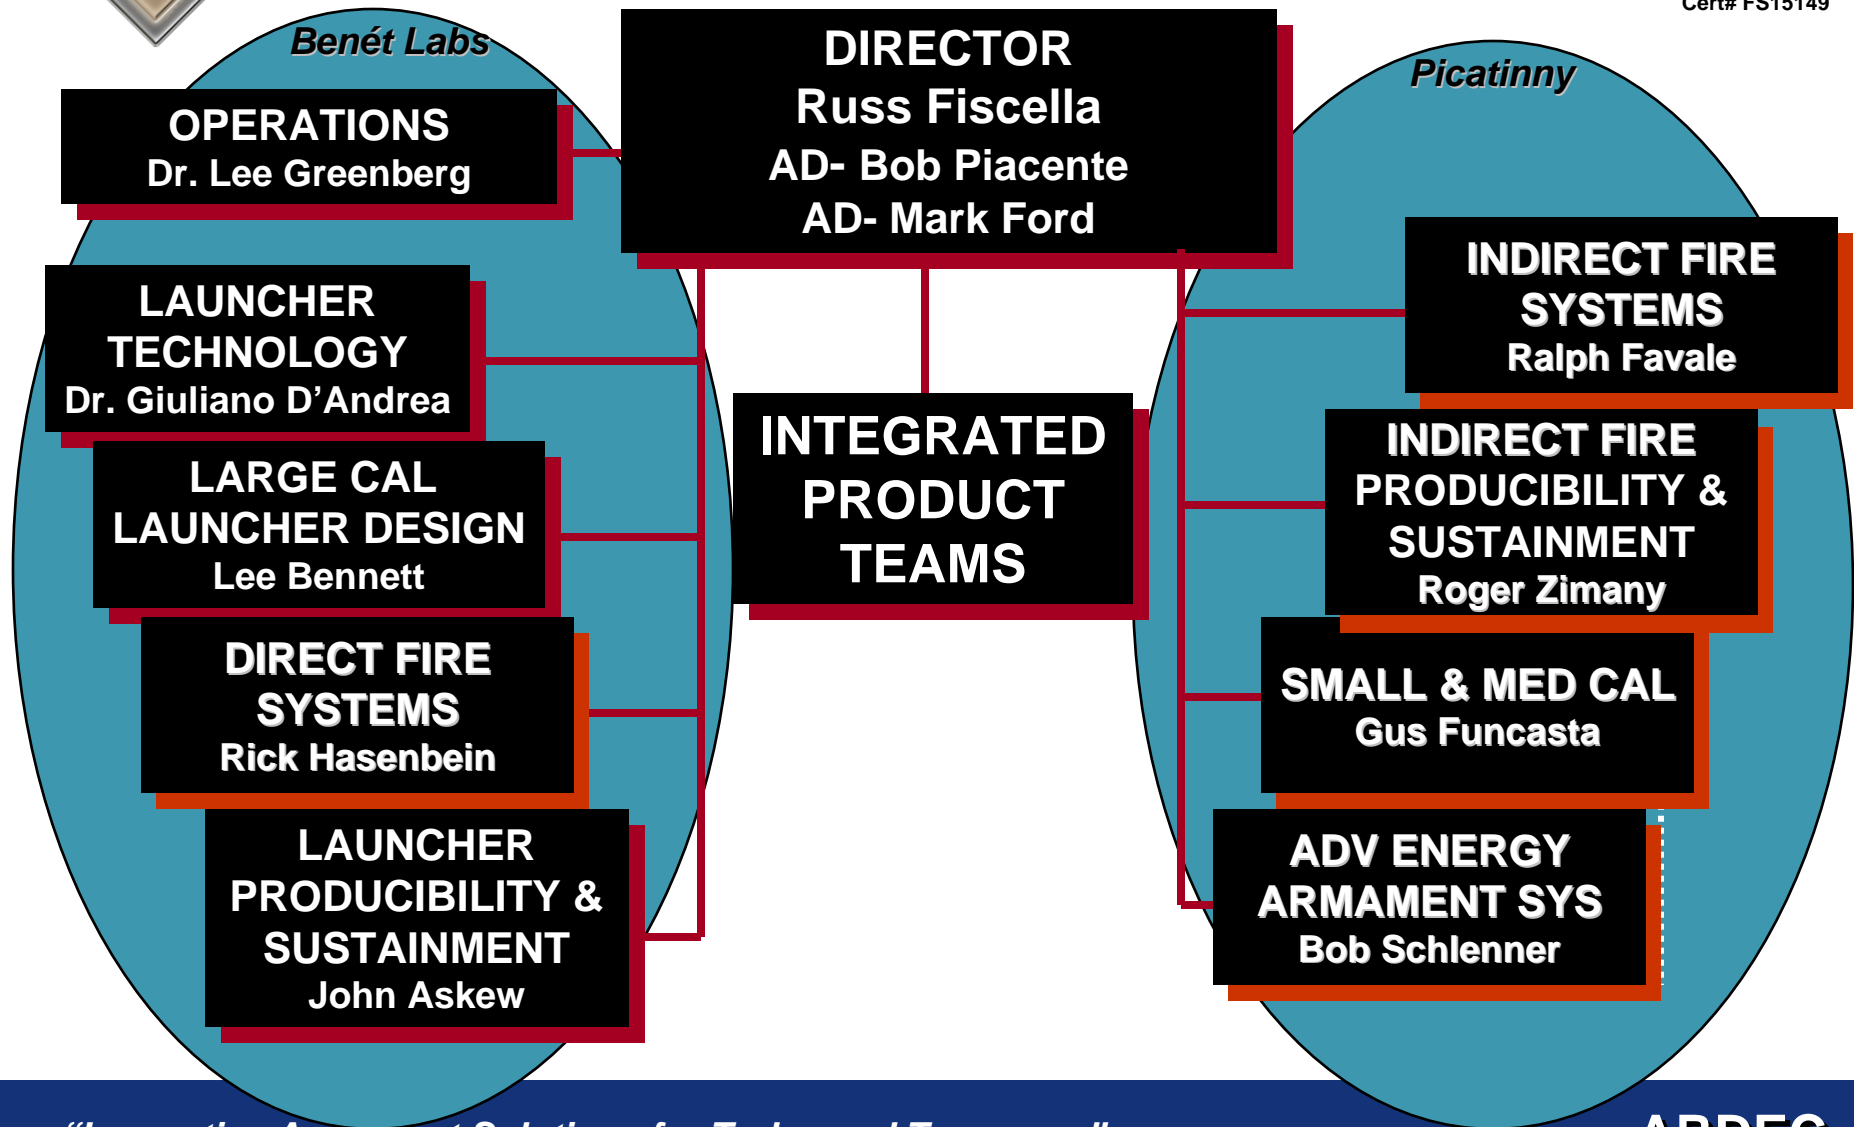 Cert# FS15149
Benét Labs
DIRECTOR
Russ Fiscella
AD- Bob Piacente
AD- Mark Ford
Picatinny
OPERATIONS
Dr. Lee Greenberg
LAUNCHER
TECHNOLOGY
Dr. Giuliano D’Andrea
LARGE CAL
LAUNCHER DESIGN
Lee Bennett
DIRECT FIRE
SYSTEMS
Rick Hasenbein
LAUNCHER
PRODUCIBILITY &
SUSTAINMENT
John Askew
INTEGRATED
PRODUCT
TEAMS
INDIRECT FIRE
SYSTEMS
Ralph Favale
INDIRECT FIRE
PRODUCIBILITY &
SUSTAINMENT
Roger Zimany
SMALL & MED CAL
Gus Funcasta
ADV ENERGY
ARMAMENT SYS
Bob Schlenner
ARDEC